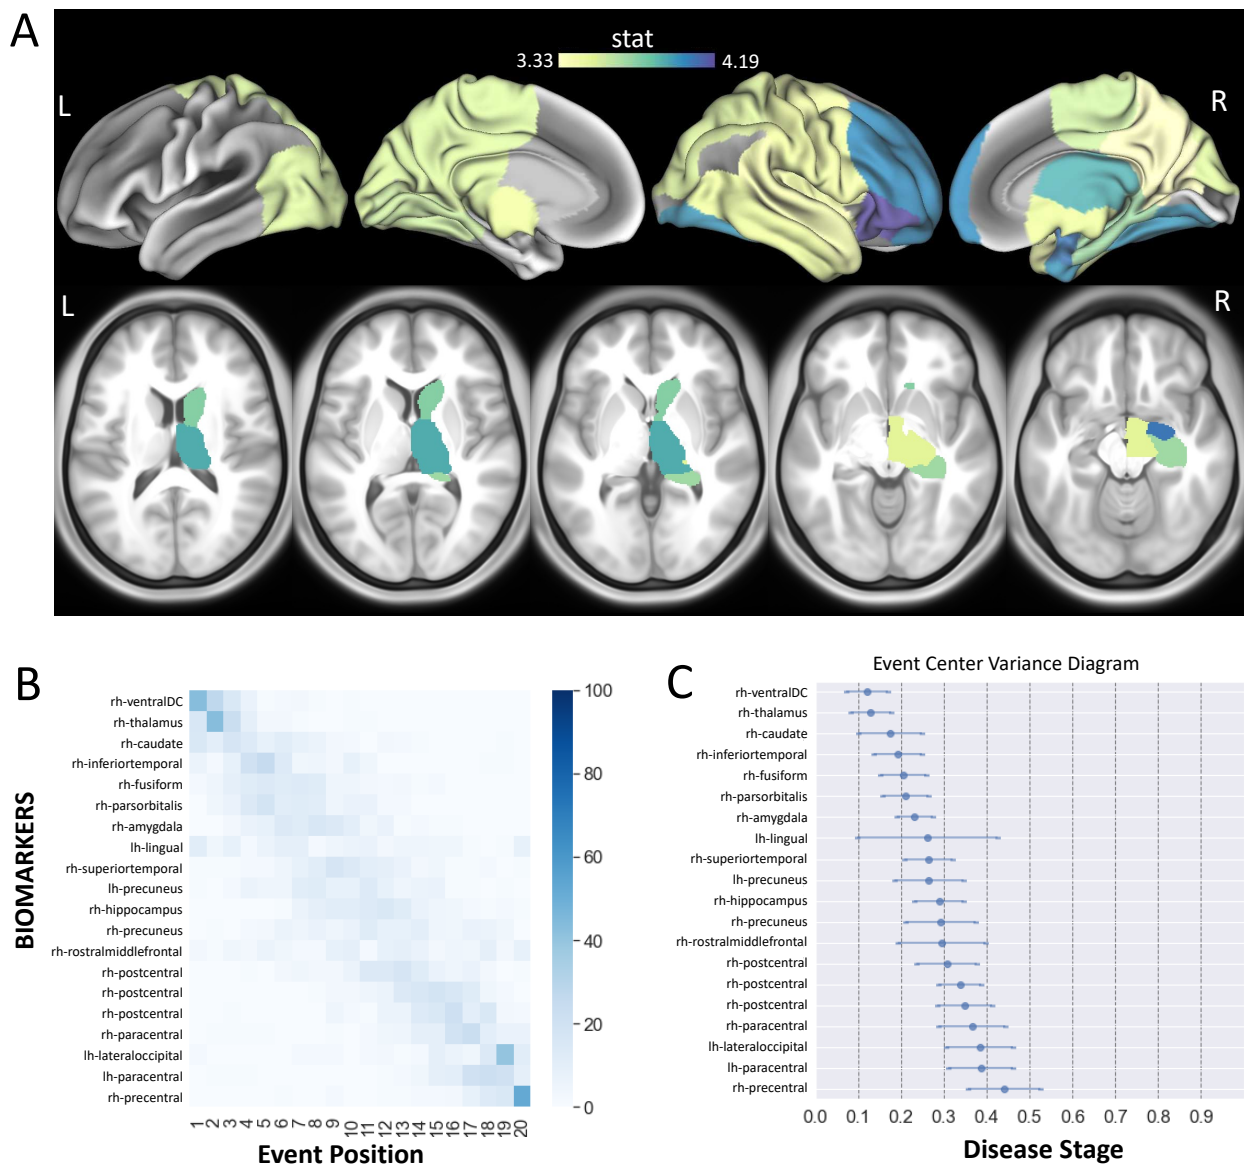 A
stat
3.33 4.19
L
R
L
R
B
100
80
60
40
20
0
BIOMARKERS
rh-ventralDC
rh-thalamus
rh-caudate
rh-inferiortemporal
rh-fusiform
rh-parsorbitalis
rh-amygdala
lh-lingual
rh-superiortemporal
lh-precuneus
rh-hippocampus
rh-precuneus
rh-rostralmiddlefrontal
rh-postcentral
rh-postcentral
rh-postcentral
rh-paracentral
lh-lateraloccipital
lh-paracentral
rh-precentral
1 2 3 4 5 6 7 8 9 10 11 12 13 14 15 16 17 18 19 20
Event Position
C
Event Center Variance Diagram
rh-ventralDC
rh-thalamus
rh-caudate
rh-inferiortemporal
rh-fusiform
rh-parsorbitalis
rh-amygdala
lh-lingual
rh-superiortemporal
lh-precuneus
rh-hippocampus
rh-precuneus
rh-rostralmiddlefrontal
rh-postcentral
rh-postcentral
rh-postcentral
rh-paracentral
lh-lateraloccipital
lh-paracentral
rh-precentral
0.0 0.1 0.2 0.3 0.4 0.5 0.6 0.7 0.8 0.9
Disease Stage